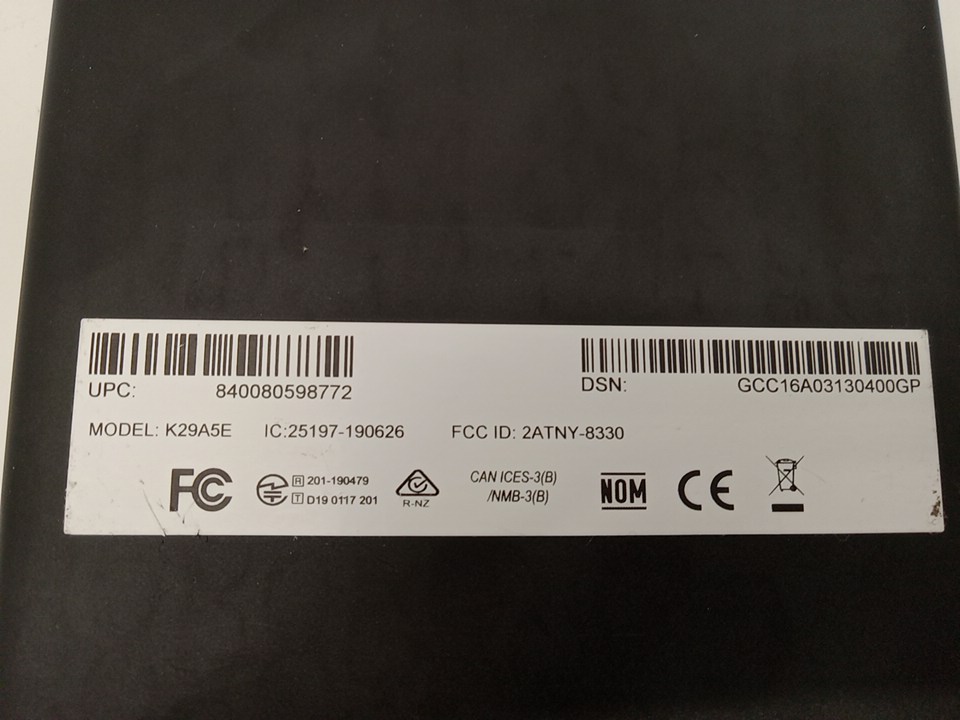 UPC: 840080598772
DSN: GCC16A03130400GP
MODEL: K29A5E IC:25197-190626 FCC ID: 2ATNY-8330
FC
R 201-190479
T D19 0117 201
R-NZ
CAN ICES-3(B)
/NMB-3(B)
NOM
CE